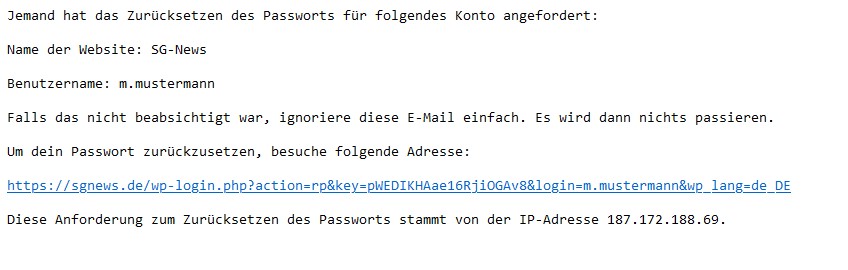 Jemand hat das Zurücksetzen des Passworts für folgendes Konto angefordert:
Name der Website: SG-News
Benutzername: m.mustermann
Falls das nicht beabsichtigt war, ignoriere diese E-Mail einfach. Es wird dann nichts passieren.
Um dein Passwort zurückzusetzen, besuche folgende Adresse:
https://sgnews.de/wp-login.php?action=rp&key=pWEDIKHAae16RjiOGAv8&login=m.mustermann&wp_lang=de_DE
Diese Anforderung zum Zurücksetzen des Passworts stammt von der IP-Adresse 187.172.188.69.